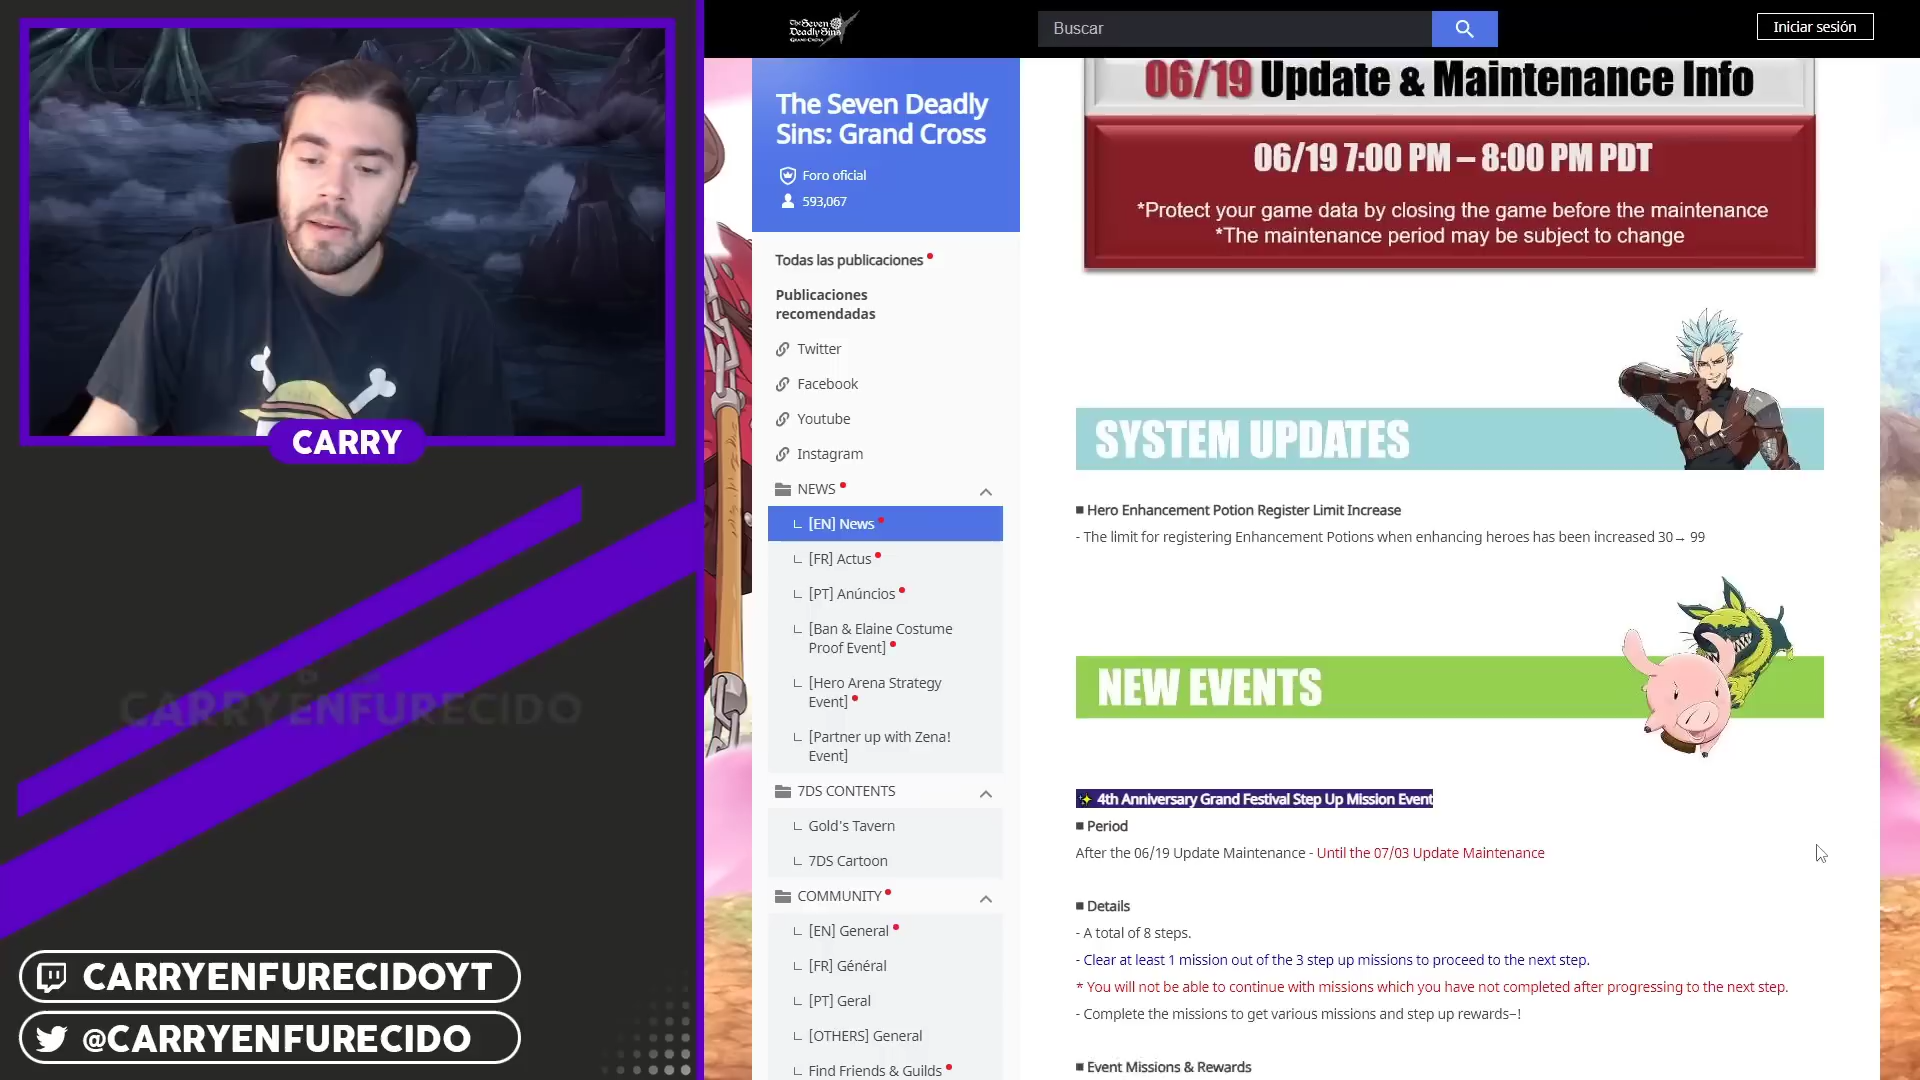 CARRY
CARRYENFURECIDO
CARRYENFURECIDOYT
@CARRYENFURECIDO
The Seven
Deadly Sins
GRAND CROSS
Buscar
Iniciar sesión
The Seven Deadly
Sins: Grand Cross
Foro oficial
593,067
Todas las publicaciones
Publicaciones
recomendadas
Twitter
Facebook
Youtube
Instagram
NEWS
[EN] News
[FR] Actus
[PT] Anúncios
[Ban & Elaine Costume
Proof Event]
[Hero Arena Strategy
Event]
[Partner up with Zena!
Event]
7DS CONTENTS
Gold's Tavern
7DS Cartoon
COMMUNITY
[EN] General
[FR] Général
[PT] Geral
[OTHERS] General
Find Friends & Guilds
06/19 Update & Maintenance Info
06/19 7:00 PM – 8:00 PM PDT
*Protect your game data by closing the game before the maintenance
*The maintenance period may be subject to change
SYSTEM UPDATES
■ Hero Enhancement Potion Register Limit Increase
- The limit for registering Enhancement Potions when enhancing heroes has been increased 30→ 99
NEW EVENTS
✨ 4th Anniversary Grand Festival Step Up Mission Event
■ Period
After the 06/19 Update Maintenance - Until the 07/03 Update Maintenance
■ Details
- A total of 8 steps.
- Clear at least 1 mission out of the 3 step up missions to proceed to the next step.
* You will not be able to continue with missions which you have not completed after progressing to the next step.
- Complete the missions to get various missions and step up rewards~!
■ Event Missions & Rewards